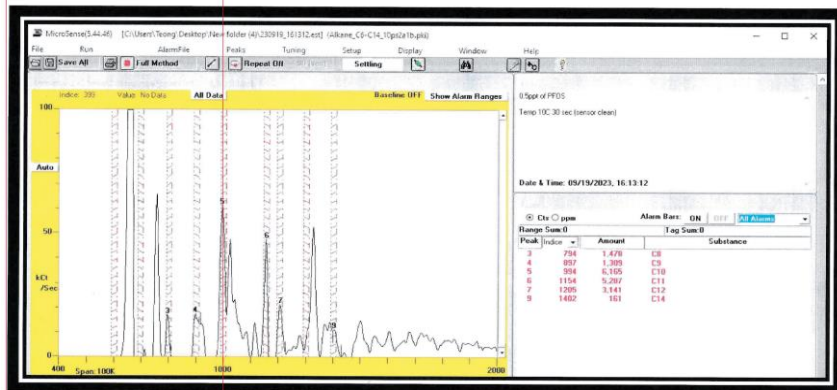 MicroSense(5.44.46) [C:\Users\Teong\Desktop\New folder (4)\230919_161312.est] (Alkane_C6-C14_10psi2a1b.pki)
File Run AlarmFile Peaks Tuning Setup Display Window Help
Save All Full Method Repeat Off Settling
Indice: 399 Value No Data All Data Baseline OFF Show Alarm Ranges
100
Auto
50
kCt
/Sec
0
3
4
5
6
7
9
400 Span: 100K 1000 2000
0.5ppt of PFOS
Temp 10C 30 sec (sensor clean)
Date & Time: 09/19/2023, 16:13:12
Cts ppm Alarm Bars: ON OFF All Alarms
Range Sum:0 Tag Sum:0
Peak Indice Amount Substance
3 794 1,478 C8
4 897 1,309 C9
5 994 6,165 C10
6 1154 5,287 C11
7 1205 3,141 C12
9 1402 161 C14